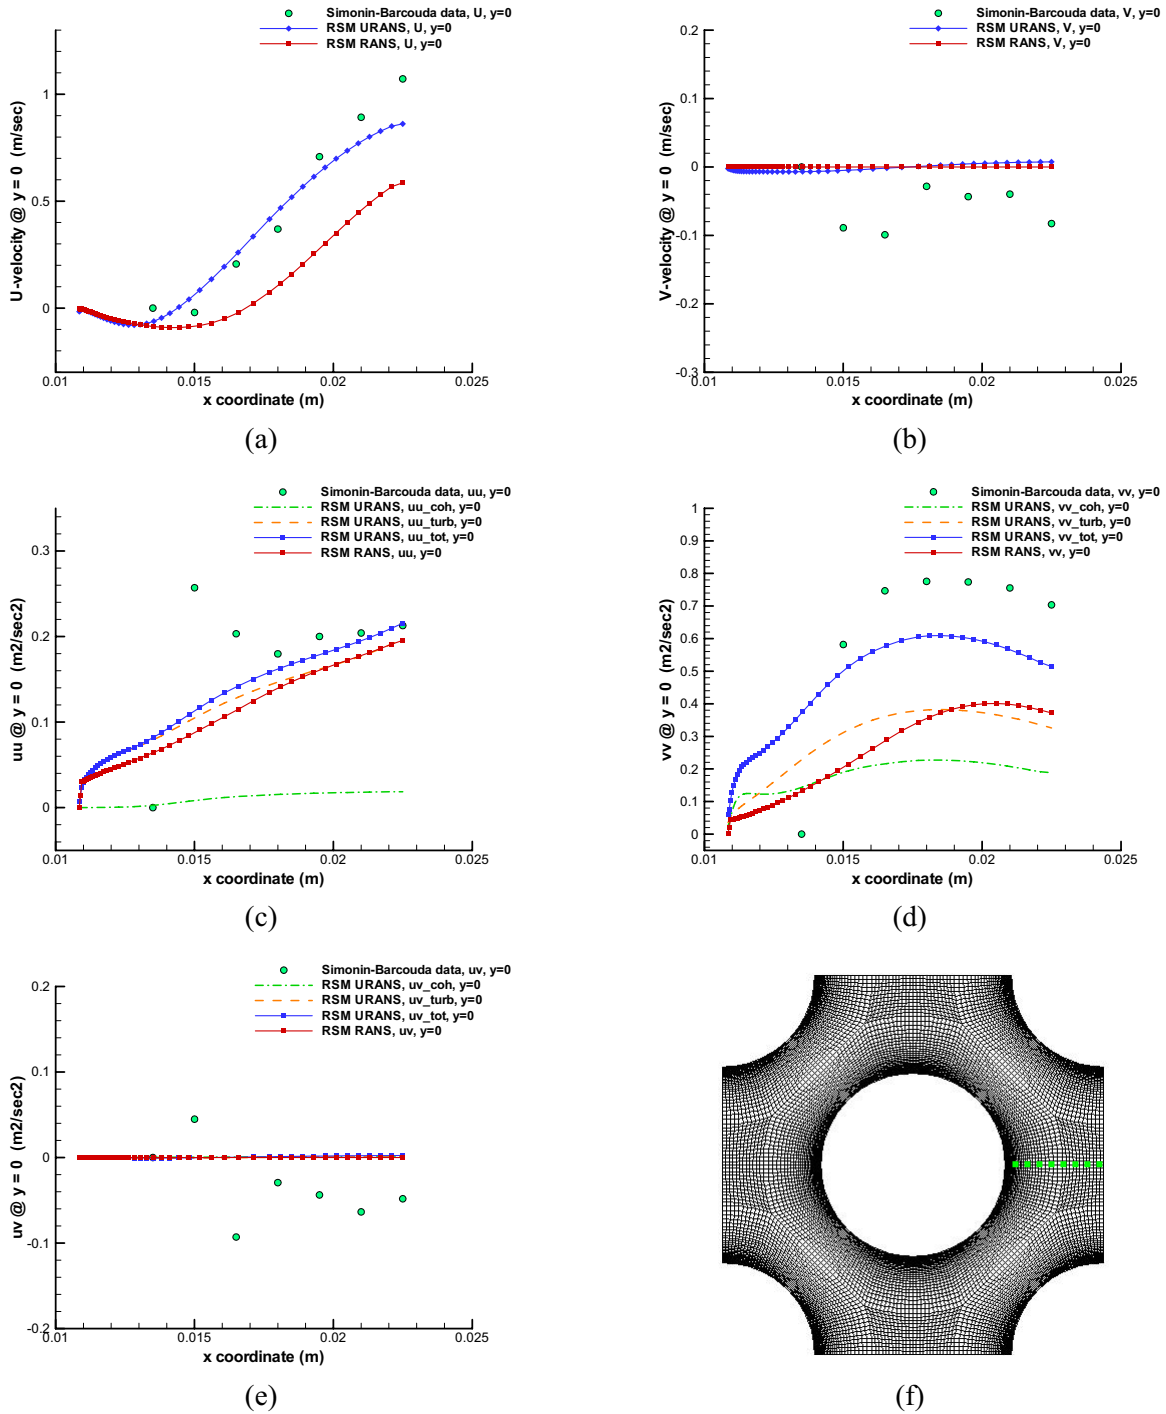 Simonin-Barcouda data, U, y=0
RSM URANS, U, y=0
RSM RANS, U, y=0
U-velocity @ y = 0 (m/sec)
1
0.5
0
0.01
0.015
0.02
0.025
x coordinate (m)
(a)
Simonin-Barcouda data, V, y=0
RSM URANS, V, y=0
RSM RANS, V, y=0
V-velocity @ y = 0 (m/sec)
0.2
0.1
0
-0.1
-0.2
-0.3
0.01
0.015
0.02
0.025
x coordinate (m)
(b)
Simonin-Barcouda data, uu, y=0
RSM URANS, uu_coh, y=0
RSM URANS, uu_turb, y=0
RSM URANS, uu_tot, y=0
RSM RANS, uu, y=0
uu @ y = 0 (m2/sec2)
0.3
0.2
0.1
0
0.01
0.015
0.02
0.025
x coordinate (m)
(c)
Simonin-Barcouda data, vv, y=0
RSM URANS, vv_coh, y=0
RSM URANS, vv_turb, y=0
RSM URANS, vv_tot, y=0
RSM RANS, vv, y=0
vv @ y = 0 (m2/sec2)
1
0.9
0.8
0.7
0.6
0.5
0.4
0.3
0.2
0.1
0
0.01
0.015
0.02
0.025
x coordinate (m)
(d)
Simonin-Barcouda data, uv, y=0
RSM URANS, uv_coh, y=0
RSM URANS, uv_turb, y=0
RSM URANS, uv_tot, y=0
RSM RANS, uv, y=0
uv @ y = 0 (m2/sec2)
0.2
0.1
0
-0.1
-0.2
0.01
0.015
0.02
0.025
x coordinate (m)
(e)
(f)